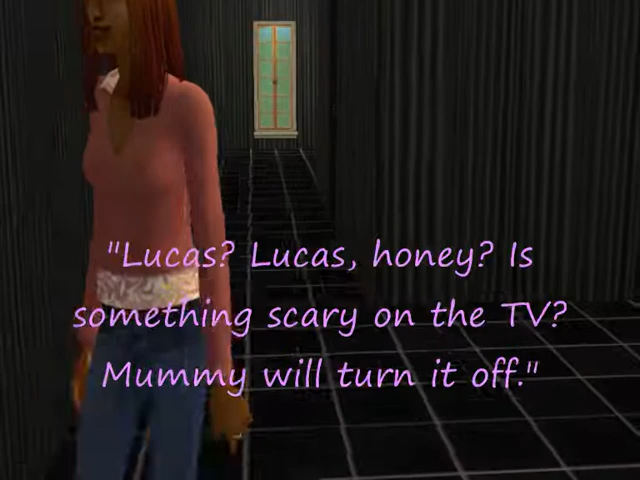 "Lucas? Lucas, honey? Is
something scary on the TV?
Mummy will turn it off."